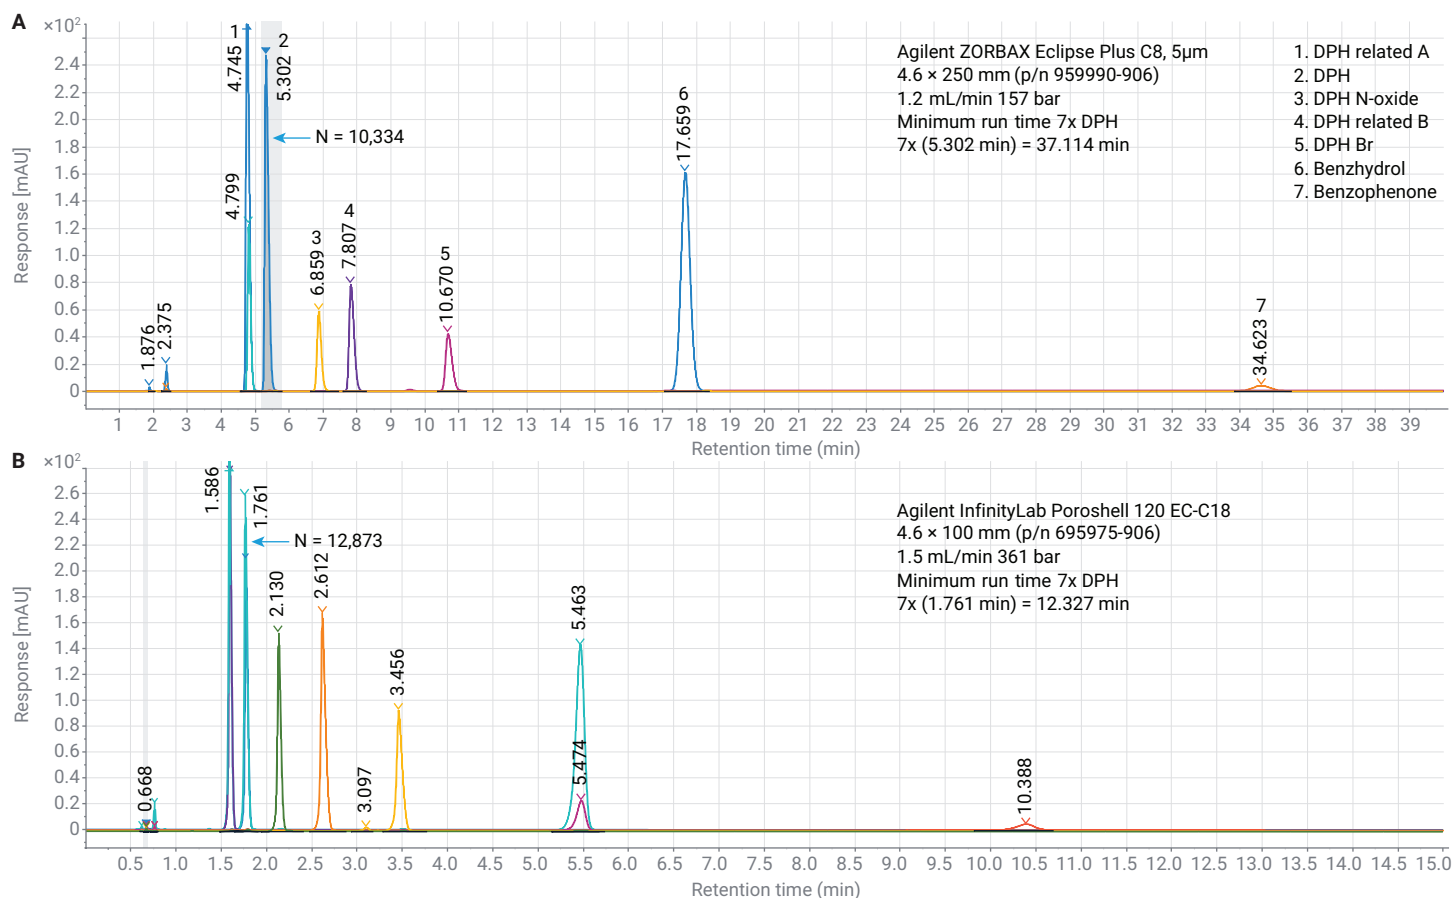 A
×10²
Response [mAU]
2.4
2.2
2.0
1.8
1.6
1.4
1.2
1.0
0.8
0.6
0.4
0.2
0
1.876
2.375
1
4.745
4.799
2
5.302
N = 10,334
3
6.859
4
7.807
5
10.670
6
17.659
7
34.623
Agilent ZORBAX Eclipse Plus C8, 5µm
4.6 × 250 mm (p/n 959990-906)
1.2 mL/min 157 bar
Minimum run time 7x DPH
7x (5.302 min) = 37.114 min
1. DPH related A
2. DPH
3. DPH N-oxide
4. DPH related B
5. DPH Br
6. Benzhydrol
7. Benzophenone
1 2 3 4 5 6 7 8 9 10 11 12 13 14 15 16 17 18 19 20 21 22 23 24 25 26 27 28 29 30 31 32 33 34 35 36 37 38 39
Retention time (min)
B
×10²
Response [mAU]
2.6
2.4
2.2
2.0
1.8
1.6
1.4
1.2
1.0
0.8
0.6
0.4
0.2
0
0.668
1.586
1.761
N = 12,873
2.130
2.612
3.097
3.456
5.463
5.474
10.388
Agilent InfinityLab Poroshell 120 EC-C18
4.6 × 100 mm (p/n 695975-906)
1.5 mL/min 361 bar
Minimum run time 7x DPH
7x (1.761 min) = 12.327 min
0.5 1.0 1.5 2.0 2.5 3.0 3.5 4.0 4.5 5.0 5.5 6.0 6.5 7.0 7.5 8.0 8.5 9.0 9.5 10.0 10.5 11.0 11.5 12.0 12.5 13.0 13.5 14.0 14.5 15.0
Retention time (min)